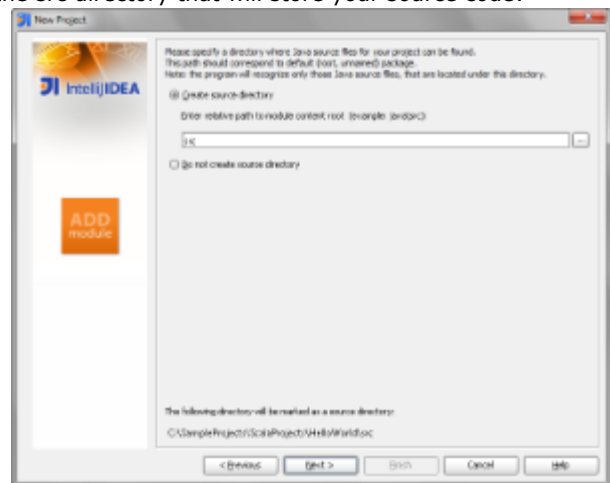 the src directory that will store your source code.
New Project
Please specify a directory where Java source files for your project can be found.
This path should correspond to default (root, unnamed) package.
Note: the program will recognize only those Java source files, that are located under this directory.
IntelliJIDEA
Create source directory
Enter relative path to module content root (example: java\src):
src
...
Do not create source directory
ADD
module
The following directory will be marked as a source directory:
C:\SampleProjects\ScalaProjects\HelloWorld\src
< Previous Next > Finish Cancel Help